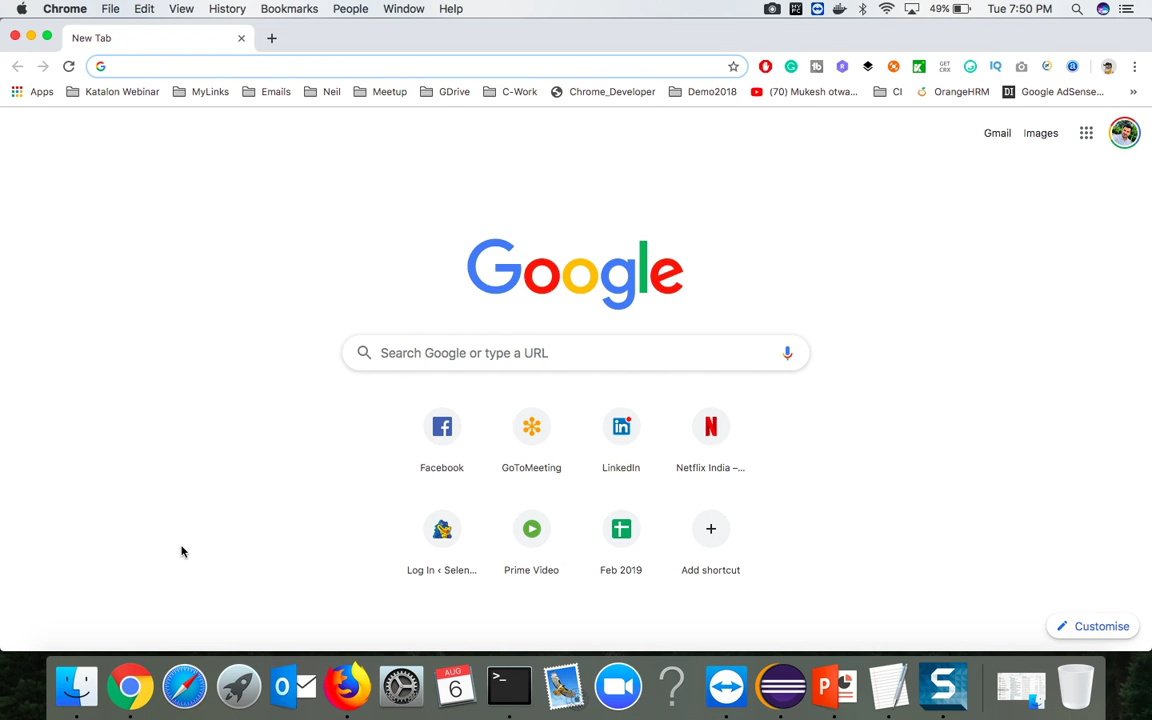 Chrome File Edit View History Bookmarks People Window Help 49% Tue 7:50 PM
New Tab
Apps Katalon Webinar MyLinks Emails Neil Meetup GDrive C-Work Chrome_Developer Demo2018 (70) Mukesh otwa... CI OrangeHRM DI Google AdSense... »
Gmail Images
Google
Search Google or type a URL
Facebook GoToMeeting LinkedIn Netflix India –...
Log In ‹ Selen... Prime Video Feb 2019 Add shortcut
Customise
AUG
6